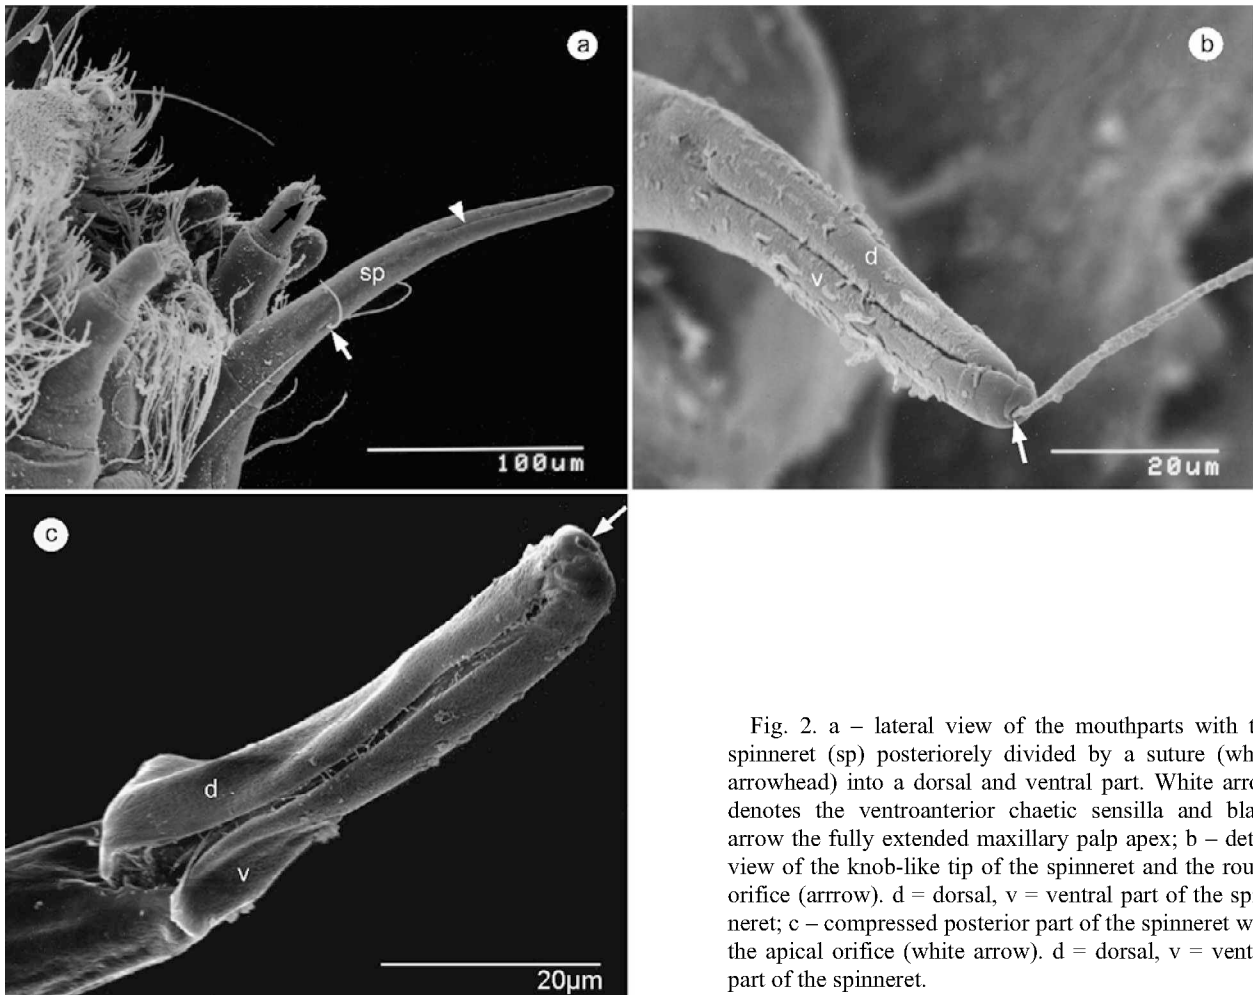 a
b
sp
d
v
100um
20um
c
d
v
20µm
Fig. 2. a – lateral view of the mouthparts with t
spinneret (sp) posteriorely divided by a suture (wh
arrowhead) into a dorsal and ventral part. White arro
denotes the ventroanterior chaetic sensilla and bla
arrow the fully extended maxillary palp apex; b – det
view of the knob-like tip of the spinneret and the rou
orifice (arrrow). d = dorsal, v = ventral part of the sp
neret; c – compressed posterior part of the spinneret w
the apical orifice (white arrow). d = dorsal, v = vent
part of the spinneret.